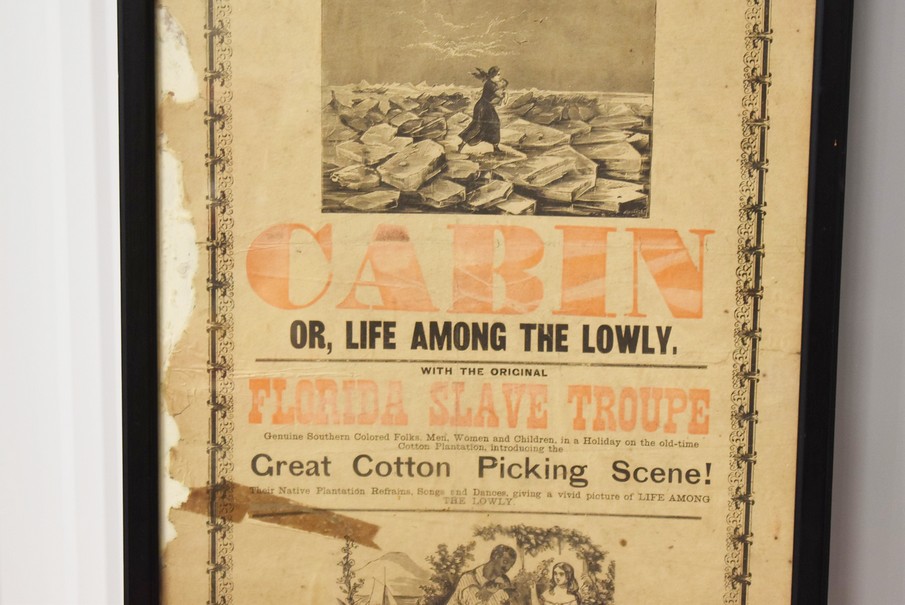 CABIN
OR, LIFE AMONG THE LOWLY.
WITH THE ORIGINAL
FLORIDA SLAVE TROUPE
Genuine Southern Colored Folks, Men, Women and Children, in a Holiday on the old-time
Cotton Plantation, introducing the
Great Cotton Picking Scene!
Their Native Plantation Refrains, Songs and Dances, giving a vivid picture of LIFE AMONG
THE LOWLY.